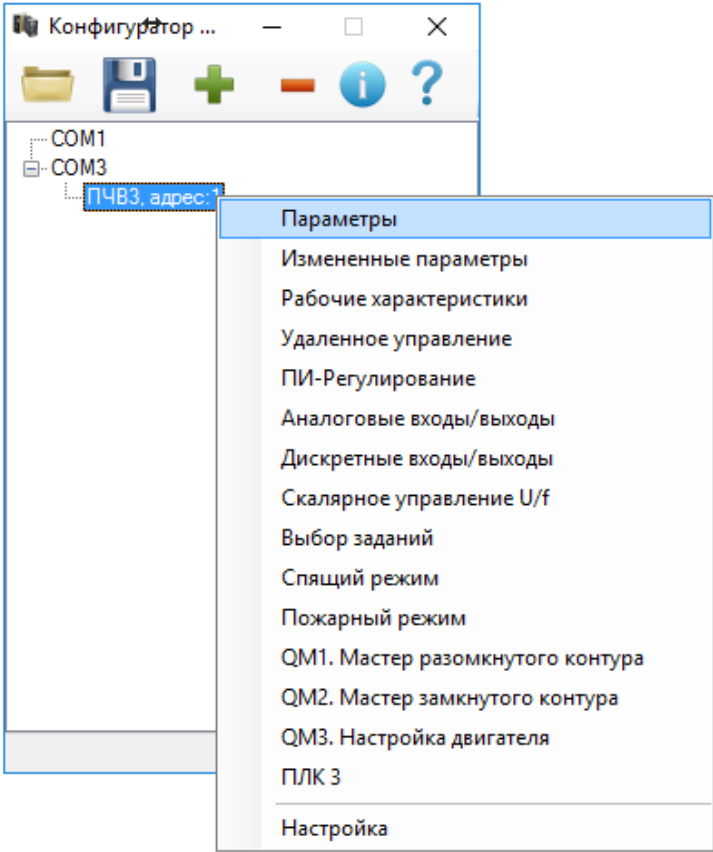 Конфигуратор ...
COM1
COM3
ПЧВ3, адрес:1
Параметры
Измененные параметры
Рабочие характеристики
Удаленное управление
ПИ-Регулирование
Аналоговые входы/выходы
Дискретные входы/выходы
Скалярное управление U/f
Выбор заданий
Спящий режим
Пожарный режим
QM1. Мастер разомкнутого контура
QM2. Мастер замкнутого контура
QM3. Настройка двигателя
ПЛК 3
Настройка